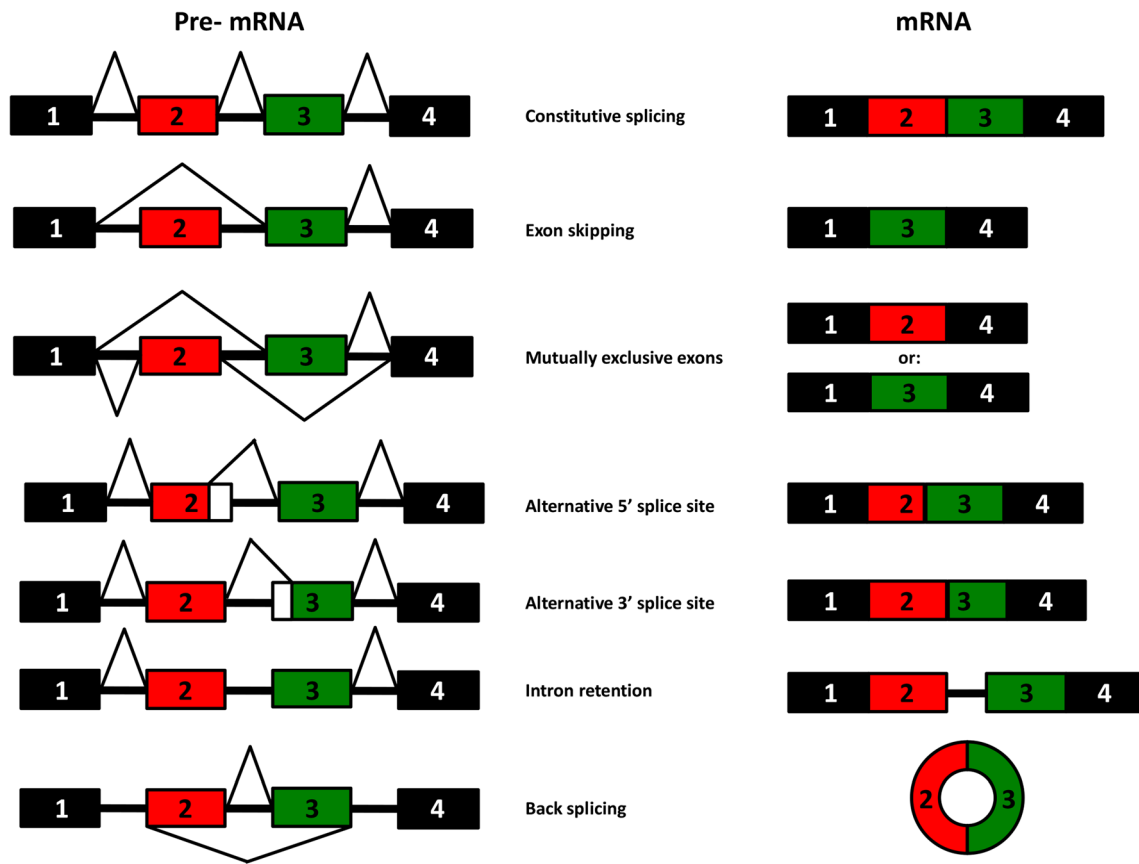 Pre- mRNA mRNA
1 2 3 4 Constitutive splicing 1 2 3 4
1 2 3 4 Exon skipping 1 3 4
1 2 4
1 2 3 4 Mutually exclusive exons or:
1 3 4
1 2 3 4 Alternative 5’ splice site 1 2 3 4
1 2 3 4 Alternative 3’ splice site 1 2 3 4
1 2 3 4 Intron retention 1 2 3 4
1 2 3 4 Back splicing 2 3